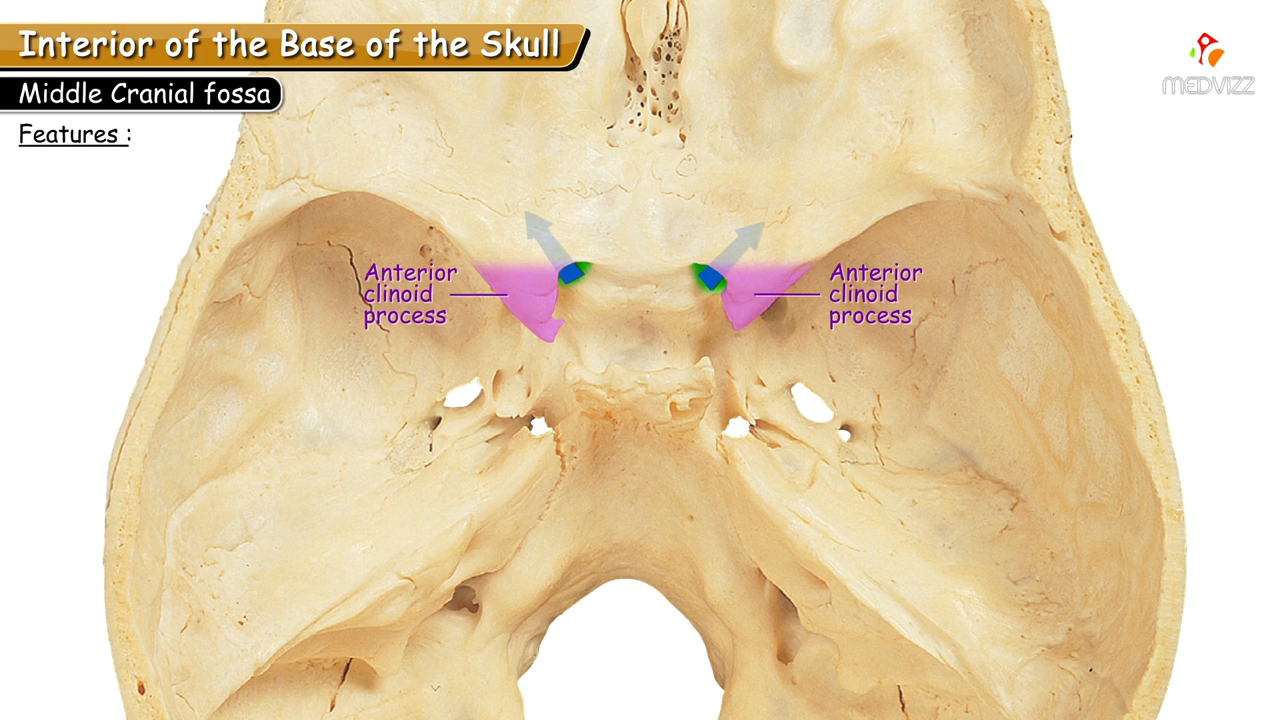 Interior of the Base of the Skull
MEDVIZZ
Middle Cranial fossa
Features :
Anterior
clinoid
process
Anterior
clinoid
process